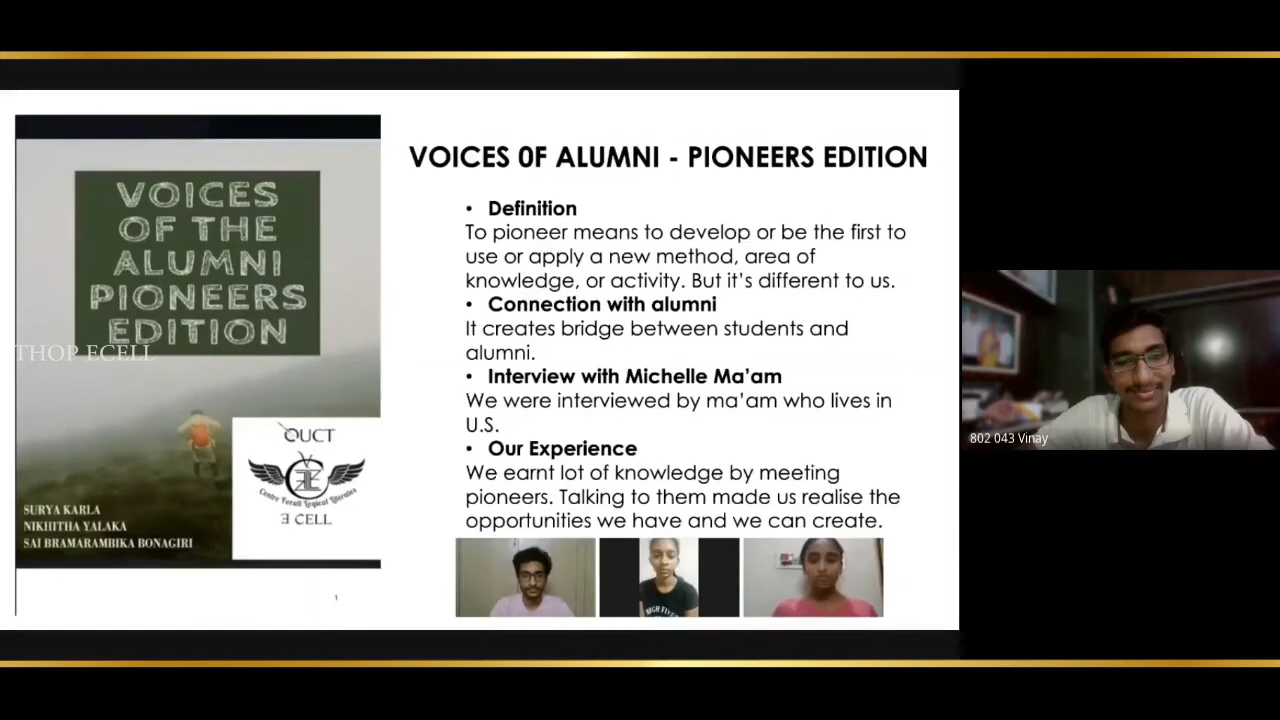 VOICES
OF THE
ALUMNI
PIONEERS
EDITION
THOP ECELL
OUCT
Centre For
E CELL
SURYA KARLA
NIKHITHA YALAKA
SAI BRAMARAMBIKA BONAGIRI
1
VOICES 0F ALUMNI - PIONEERS EDITION
• Definition
To pioneer means to develop or be the first to
use or apply a new method, area of
knowledge, or activity. But it's different to us.
• Connection with alumni
It creates bridge between students and
alumni.
• Interview with Michelle Ma'am
We were interviewed by ma'am who lives in
U.S.
• Our Experience
We earnt lot of knowledge by meeting
pioneers. Talking to them made us realise the
opportunities we have and we can create.
HIGH FIVE
802 043 Vinay